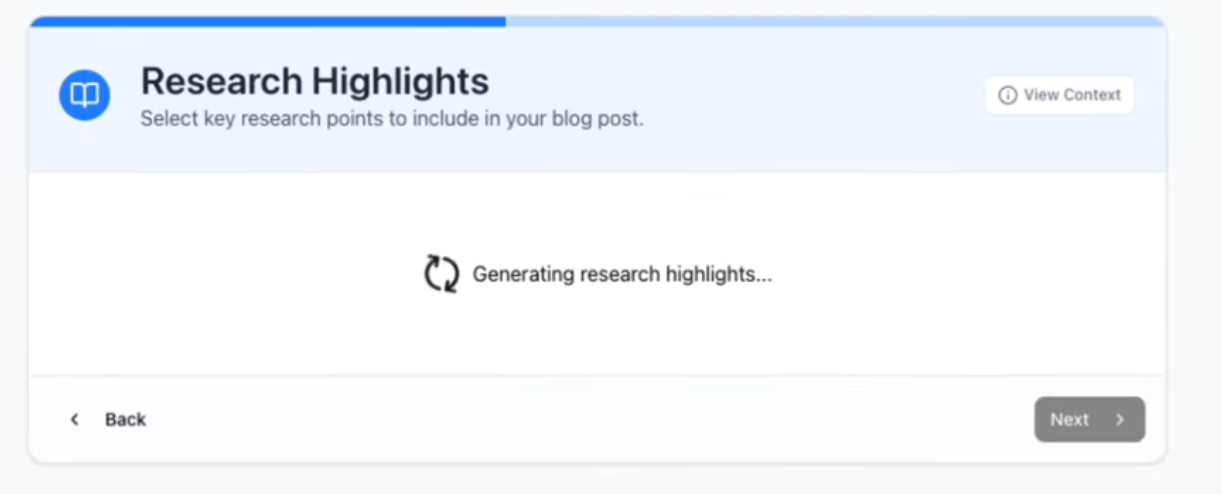 Research Highlights
Select key research points to include in your blog post.
View Context
Generating research highlights...
Back
Next